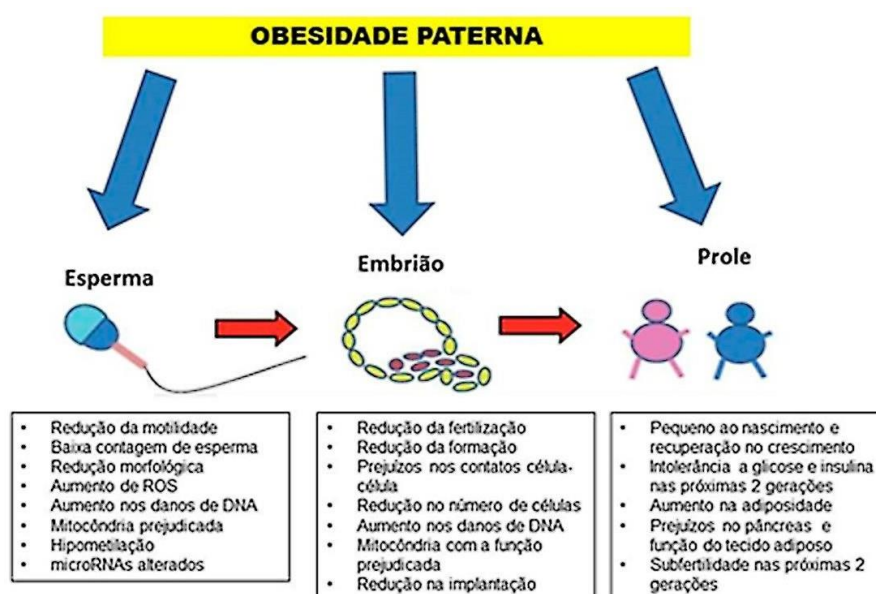 OBESIDADE PATERNA
Esperma
Embrião
Prole
• Redução da motilidade
• Baixa contagem de esperma
• Redução morfológica
• Aumento de ROS
• Aumento nos danos de DNA
• Mitocôndria prejudicada
• Hipometilação
• microRNAs alterados
• Redução da fertilização
• Redução da formação
• Prejuízos nos contatos célula-
célula
• Redução no número de células
• Aumento nos danos de DNA
• Mitocôndria com a função
prejudicada
• Redução na implantação
• Pequeno ao nascimento e
recuperação no crescimento
• Intolerância a glicose e insulina
nas próximas 2 gerações
• Aumento na adiposidade
• Prejuízos no pâncreas e
função do tecido adiposo
• Subfertilidade nas próximas 2
gerações